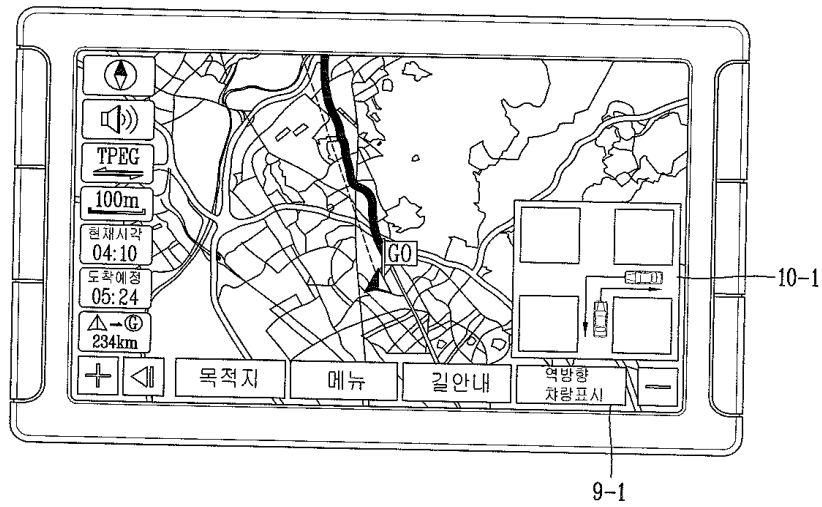 TPEG
100m
현재시각
04:10
도착예정
05:24
G
234km
GO
목적지
메뉴
길안내
역방향
차량표시
10-1
9-1